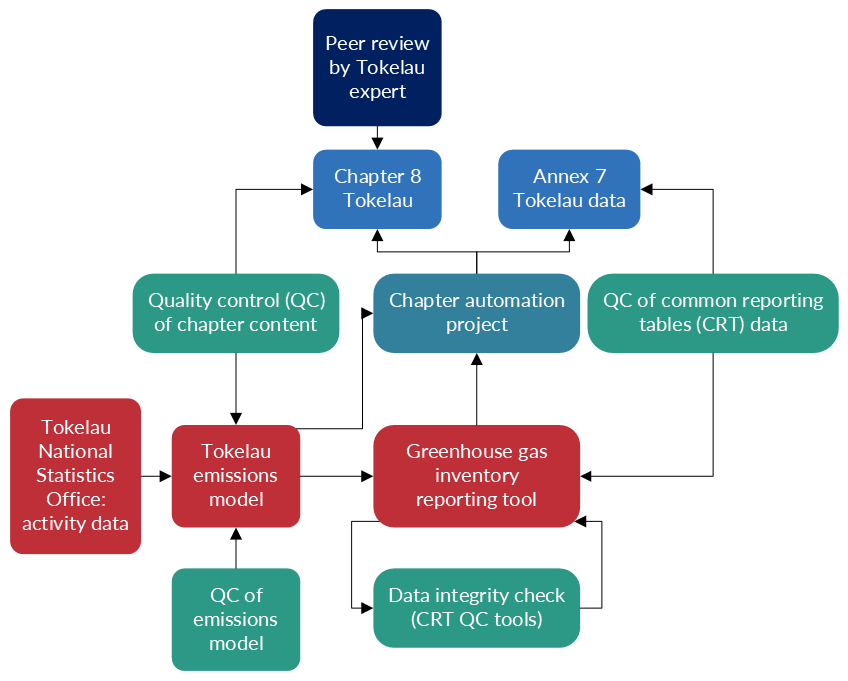 Peer review
by Tokelau
expert
Chapter 8
Tokelau
Annex 7
Tokelau data
Quality control (QC)
of chapter content
Chapter automation
project
QC of common reporting
tables (CRT) data
Tokelau
National
Statistics
Office:
activity data
Tokelau
emissions
model
Greenhouse gas
inventory
reporting tool
QC of
emissions
model
Data integrity check
(CRT QC tools)